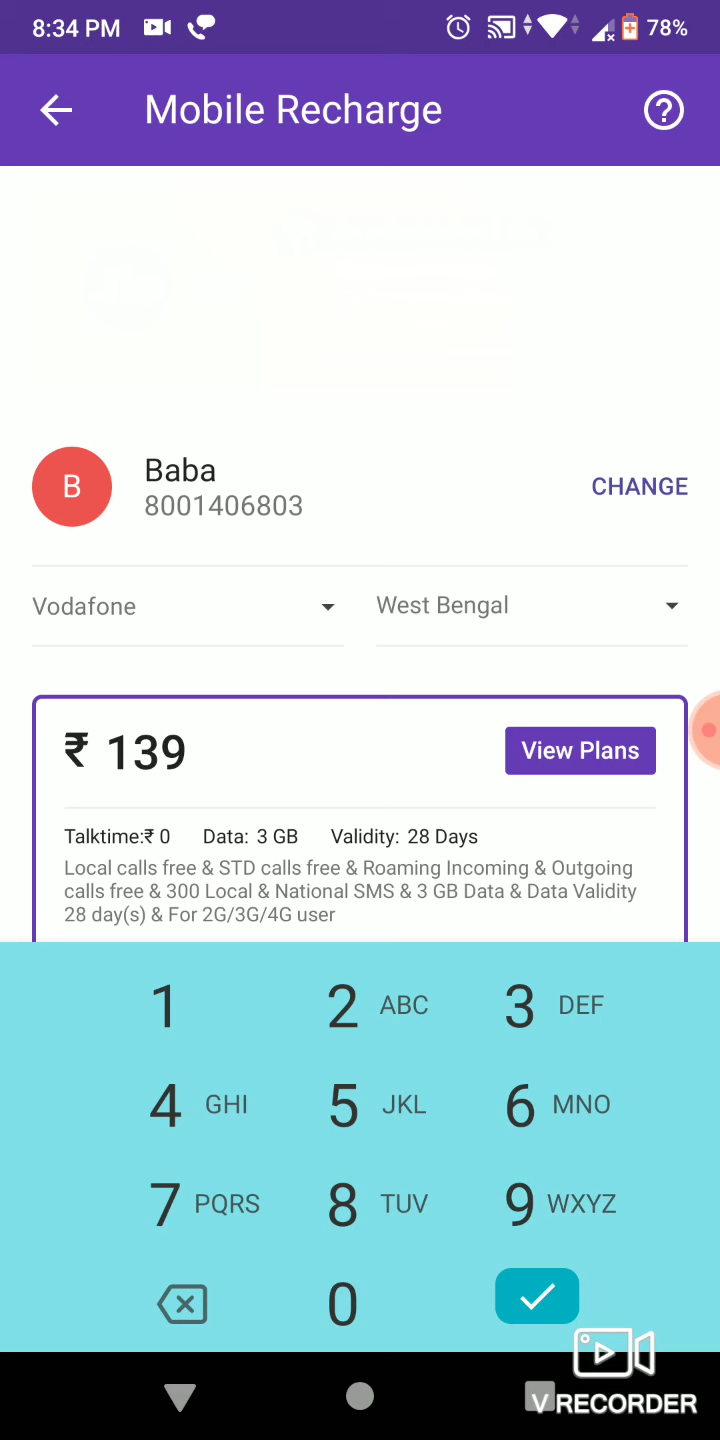 8:34 PM 78%
Mobile Recharge
B
Baba
8001406803
CHANGE
Vodafone
West Bengal
₹ 139
View Plans
Talktime:₹ 0 Data: 3 GB Validity: 28 Days
Local calls free & STD calls free & Roaming Incoming & Outgoing
calls free & 300 Local & National SMS & 3 GB Data & Data Validity
28 day(s) & For 2G/3G/4G user
1 2 ABC 3 DEF
4 GHI 5 JKL 6 MNO
7 PQRS 8 TUV 9 WXYZ
0
V RECORDER